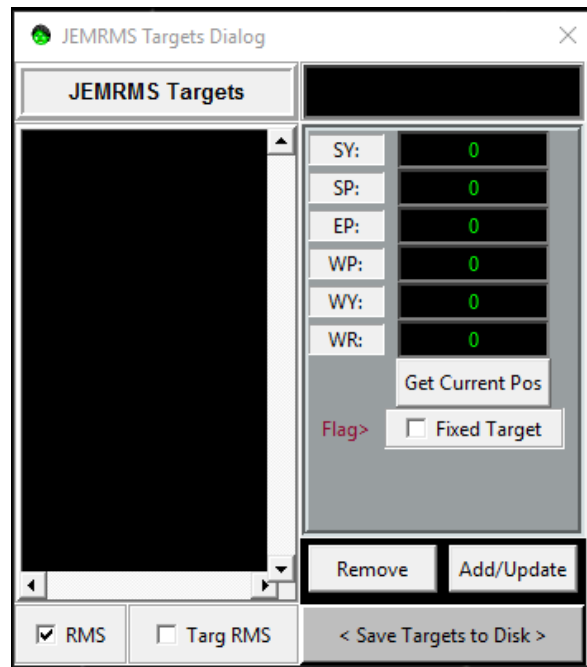 JEMRMS Targets Dialog
JEMRMS Targets
SY: 0
SP: 0
EP: 0
WP: 0
WY: 0
WR: 0
Get Current Pos
Flag> Fixed Target
Remove Add/Update
RMS Targ RMS < Save Targets to Disk >